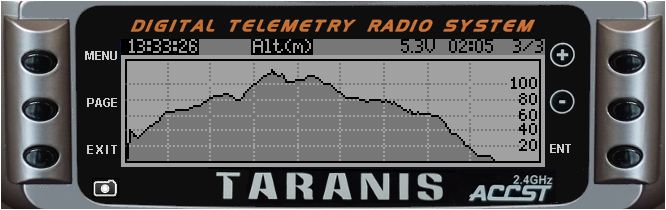 DIGITAL TELEMETRY RADIO SYSTEM
MENU
13:33:26 Alt(m) 5.3V 02:05 3/3
+
100
PAGE
80
-
60
40
EXIT
20
ENT
TARANIS
2.4GHz
ACCST